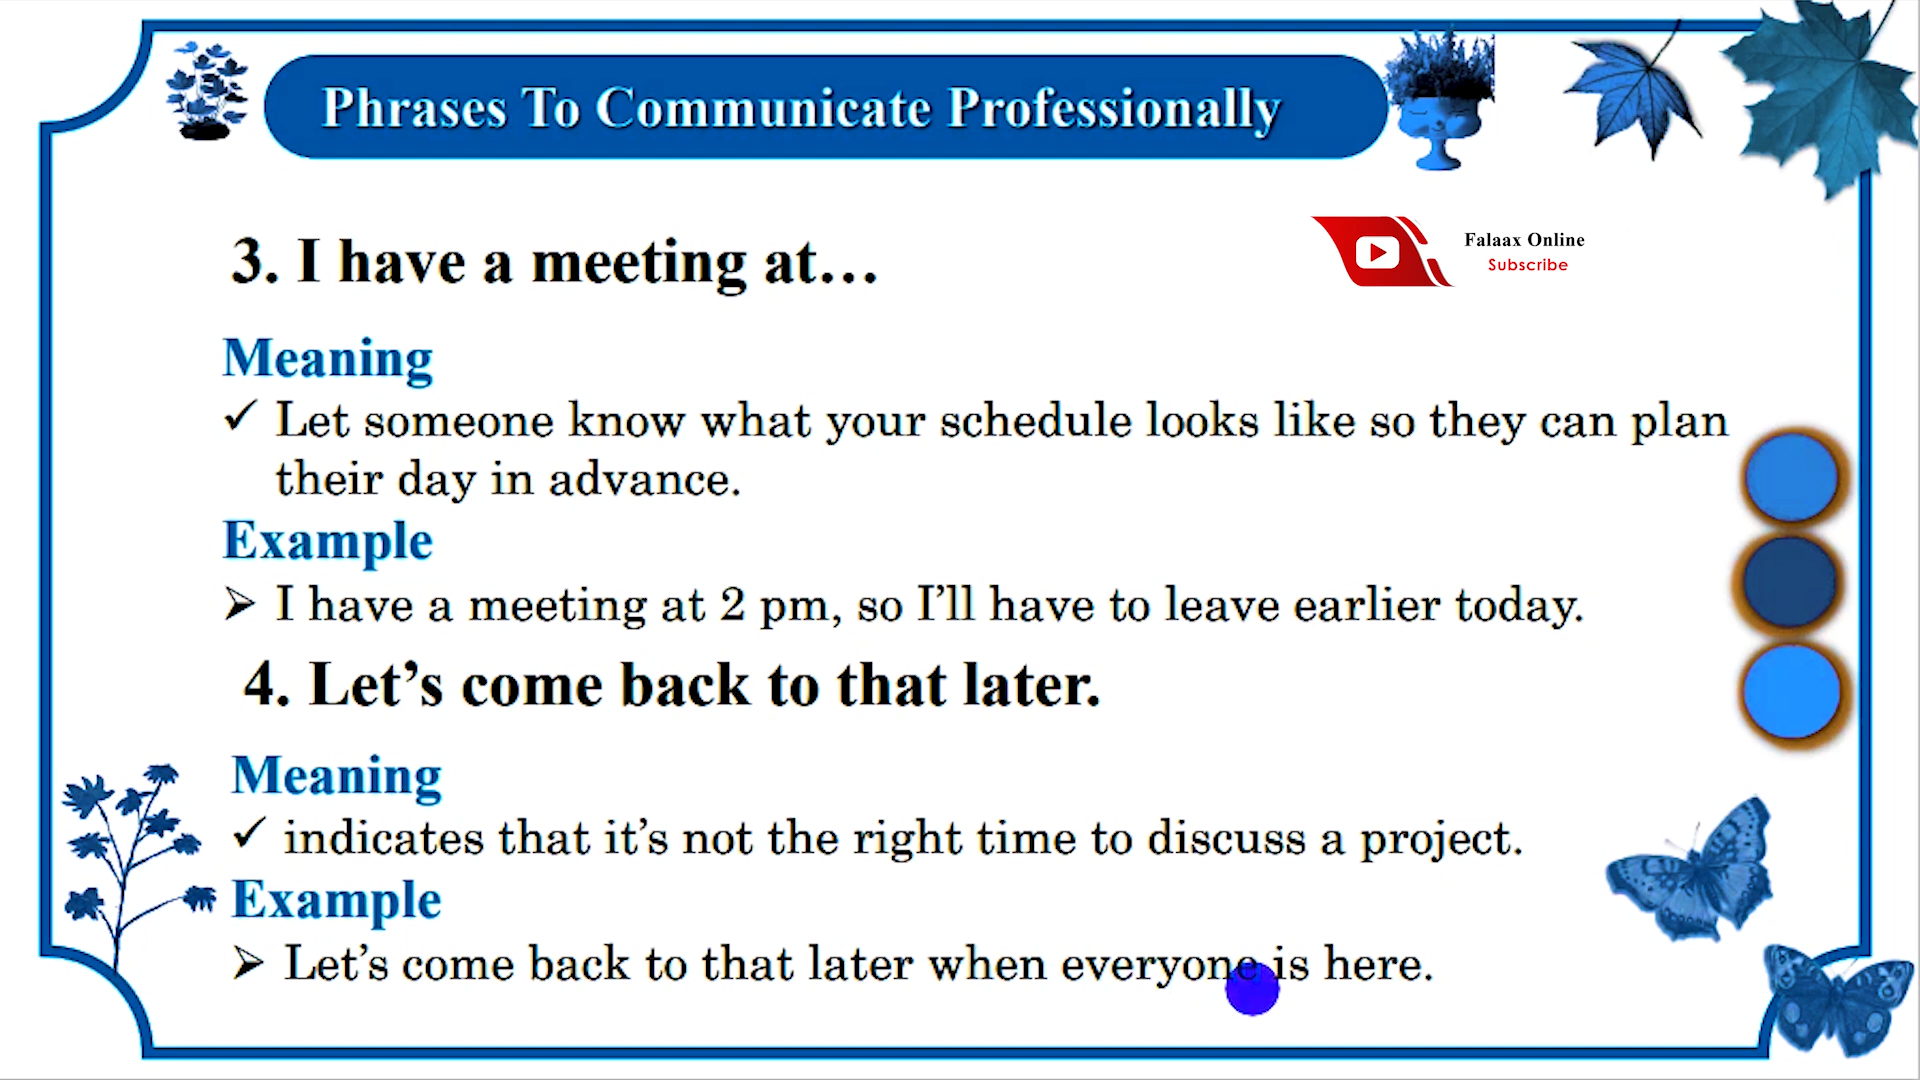 Phrases To Communicate Professionally
3. I have a meeting at…
Falaax Online
Subscribe
Meaning
✓ Let someone know what your schedule looks like so they can plan
their day in advance.
Example
➢ I have a meeting at 2 pm, so I’ll have to leave earlier today.
4. Let’s come back to that later.
Meaning
✓ indicates that it’s not the right time to discuss a project.
Example
➢ Let’s come back to that later when everyone is here.